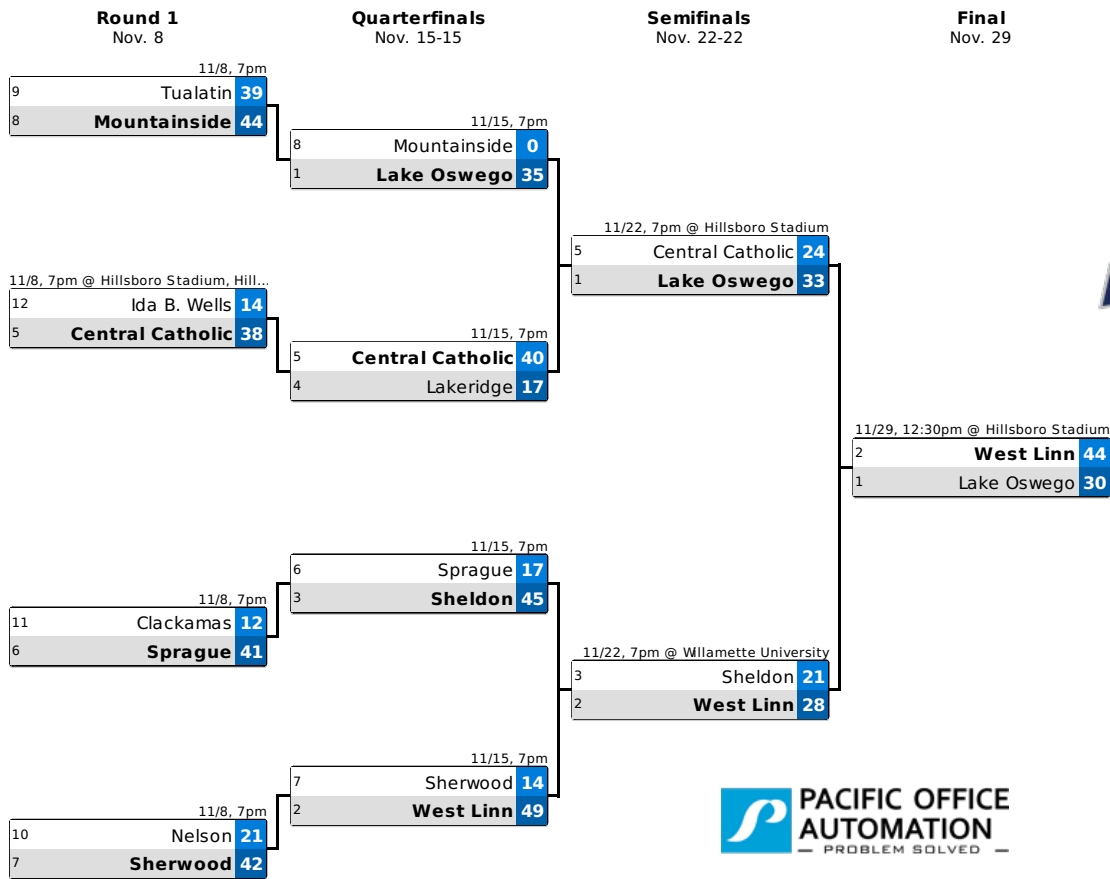 Round 1
Nov. 8
Quarterfinals
Nov. 15-15
Semifinals
Nov. 22-22
Final
Nov. 29
11/8, 7pm
9 Tualatin 39
8 Mountainside 44
11/8, 7pm @ Hillsboro Stadium, Hill...
12 Ida B. Wells 14
5 Central Catholic 38
11/8, 7pm
11 Clackamas 12
6 Sprague 41
11/8, 7pm
10 Nelson 21
7 Sherwood 42
11/15, 7pm
8 Mountainside 0
1 Lake Oswego 35
11/15, 7pm
5 Central Catholic 40
4 Lakeridge 17
11/15, 7pm
6 Sprague 17
3 Sheldon 45
11/15, 7pm
7 Sherwood 14
2 West Linn 49
11/22, 7pm @ Hillsboro Stadium
5 Central Catholic 24
1 Lake Oswego 33
11/22, 7pm @ Willamette University
3 Sheldon 21
2 West Linn 28
11/29, 12:30pm @ Hillsboro Stadium
2 West Linn 44
1 Lake Oswego 30
PACIFIC OFFICE
AUTOMATION
— PROBLEM SOLVED —